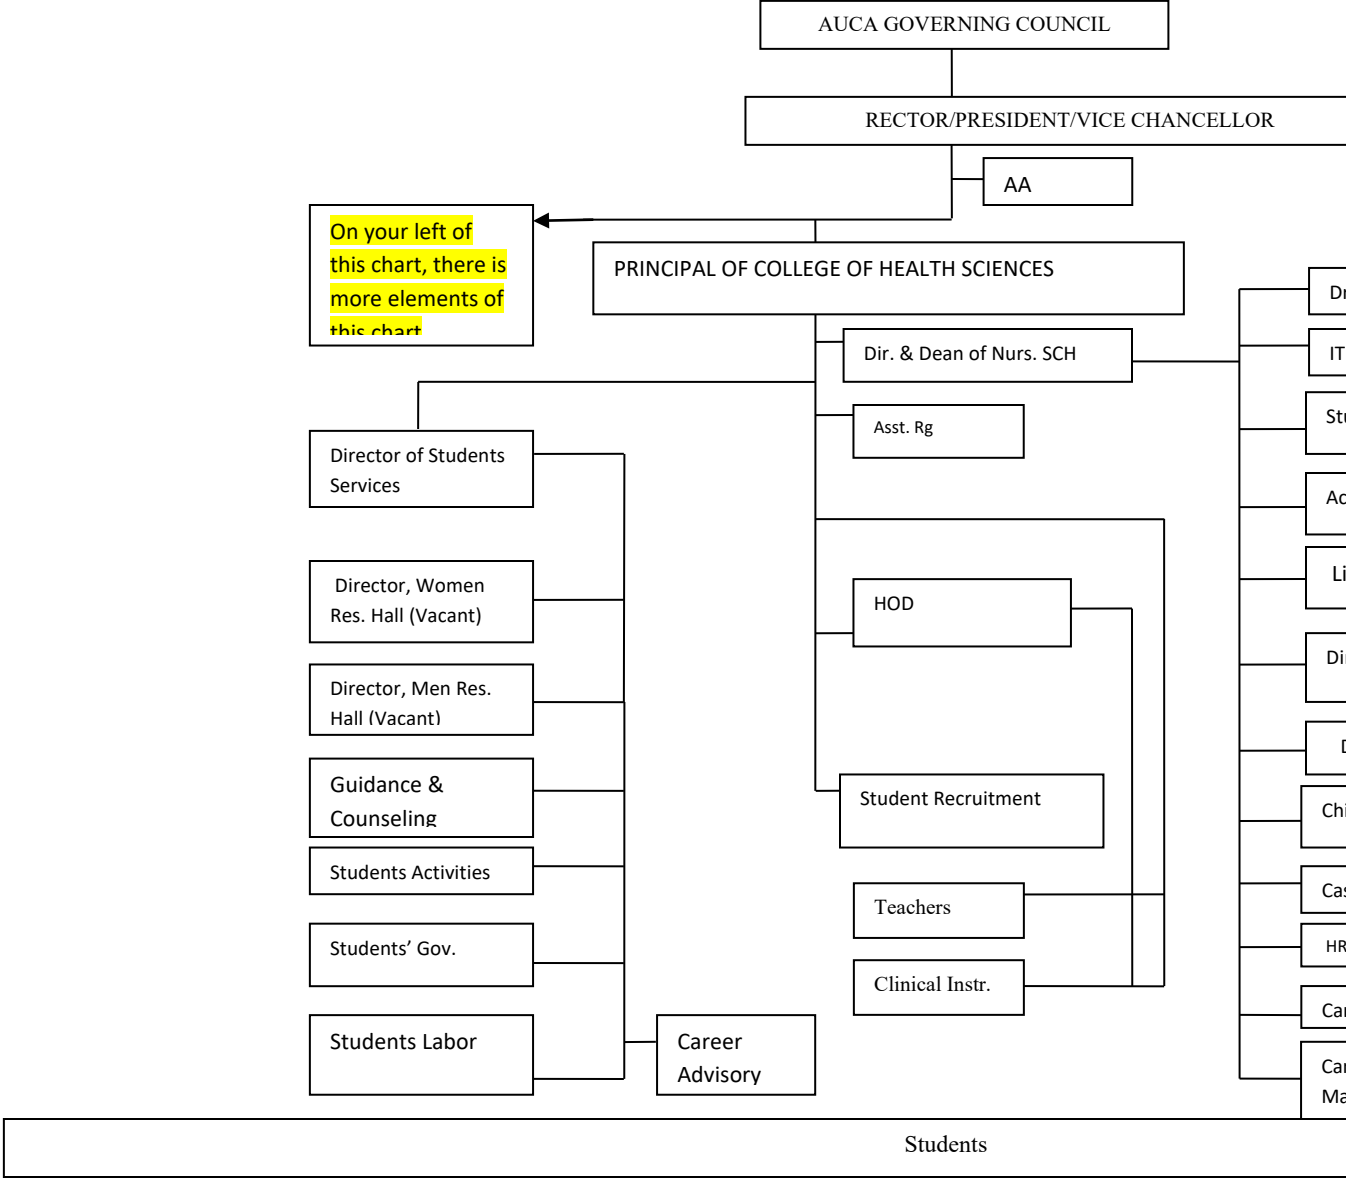 AUCA GOVERNING COUNCIL
RECTOR/PRESIDENT/VICE CHANCELLOR
AA
On your left of
this chart, there is
more elements of
this chart
PRINCIPAL OF COLLEGE OF HEALTH SCIENCES
Dir. & Dean of Nurs. SCH
Asst. Rg
Director of Students
Services
Director, Women
Res. Hall (Vacant)
HOD
Director, Men Res.
Hall (Vacant)
Guidance &
Counseling
Student Recruitment
Students Activities
Teachers
Students’ Gov.
Clinical Instr.
Students Labor
Career
Advisory
IT
HR
Students